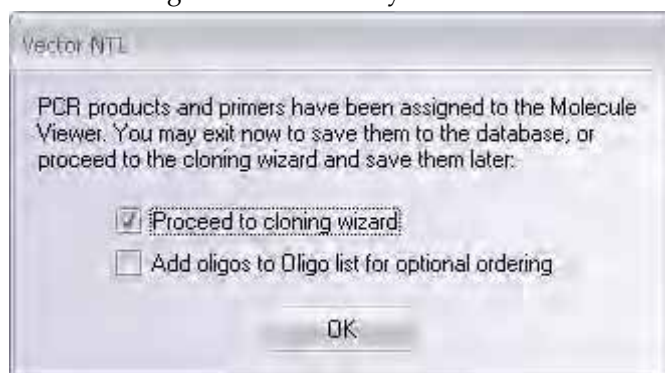 Vector NTI
PCR products and primers have been assigned to the Molecule
Viewer. You may exit now to save them to the database, or
proceed to the cloning wizard and save them later:
Proceed to cloning wizard
Add oligos to Oligo list for optional ordering
OK